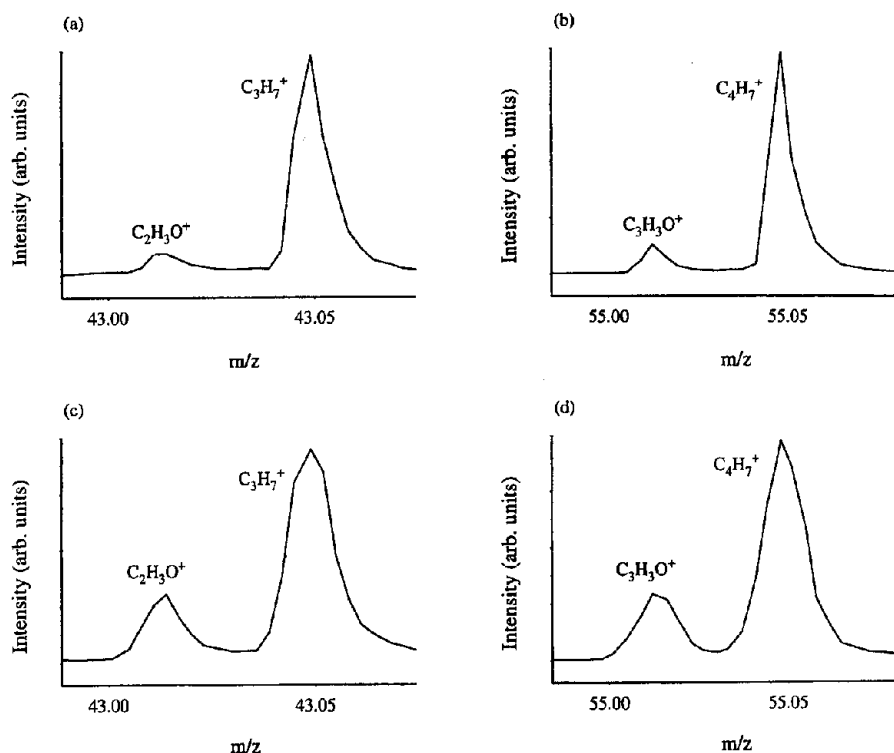 (a)
Intensity (arb. units)
C₃H₇⁺
C₂H₃O⁺
43.00 43.05
m/z
(b)
Intensity (arb. units)
C₄H₇⁺
C₃H₃O⁺
55.00 55.05
m/z
(c)
Intensity (arb. units)
C₃H₇⁺
C₂H₃O⁺
43.00 43.05
m/z
(d)
Intensity (arb. units)
C₄H₇⁺
C₃H₃O⁺
55.00 55.05
m/z